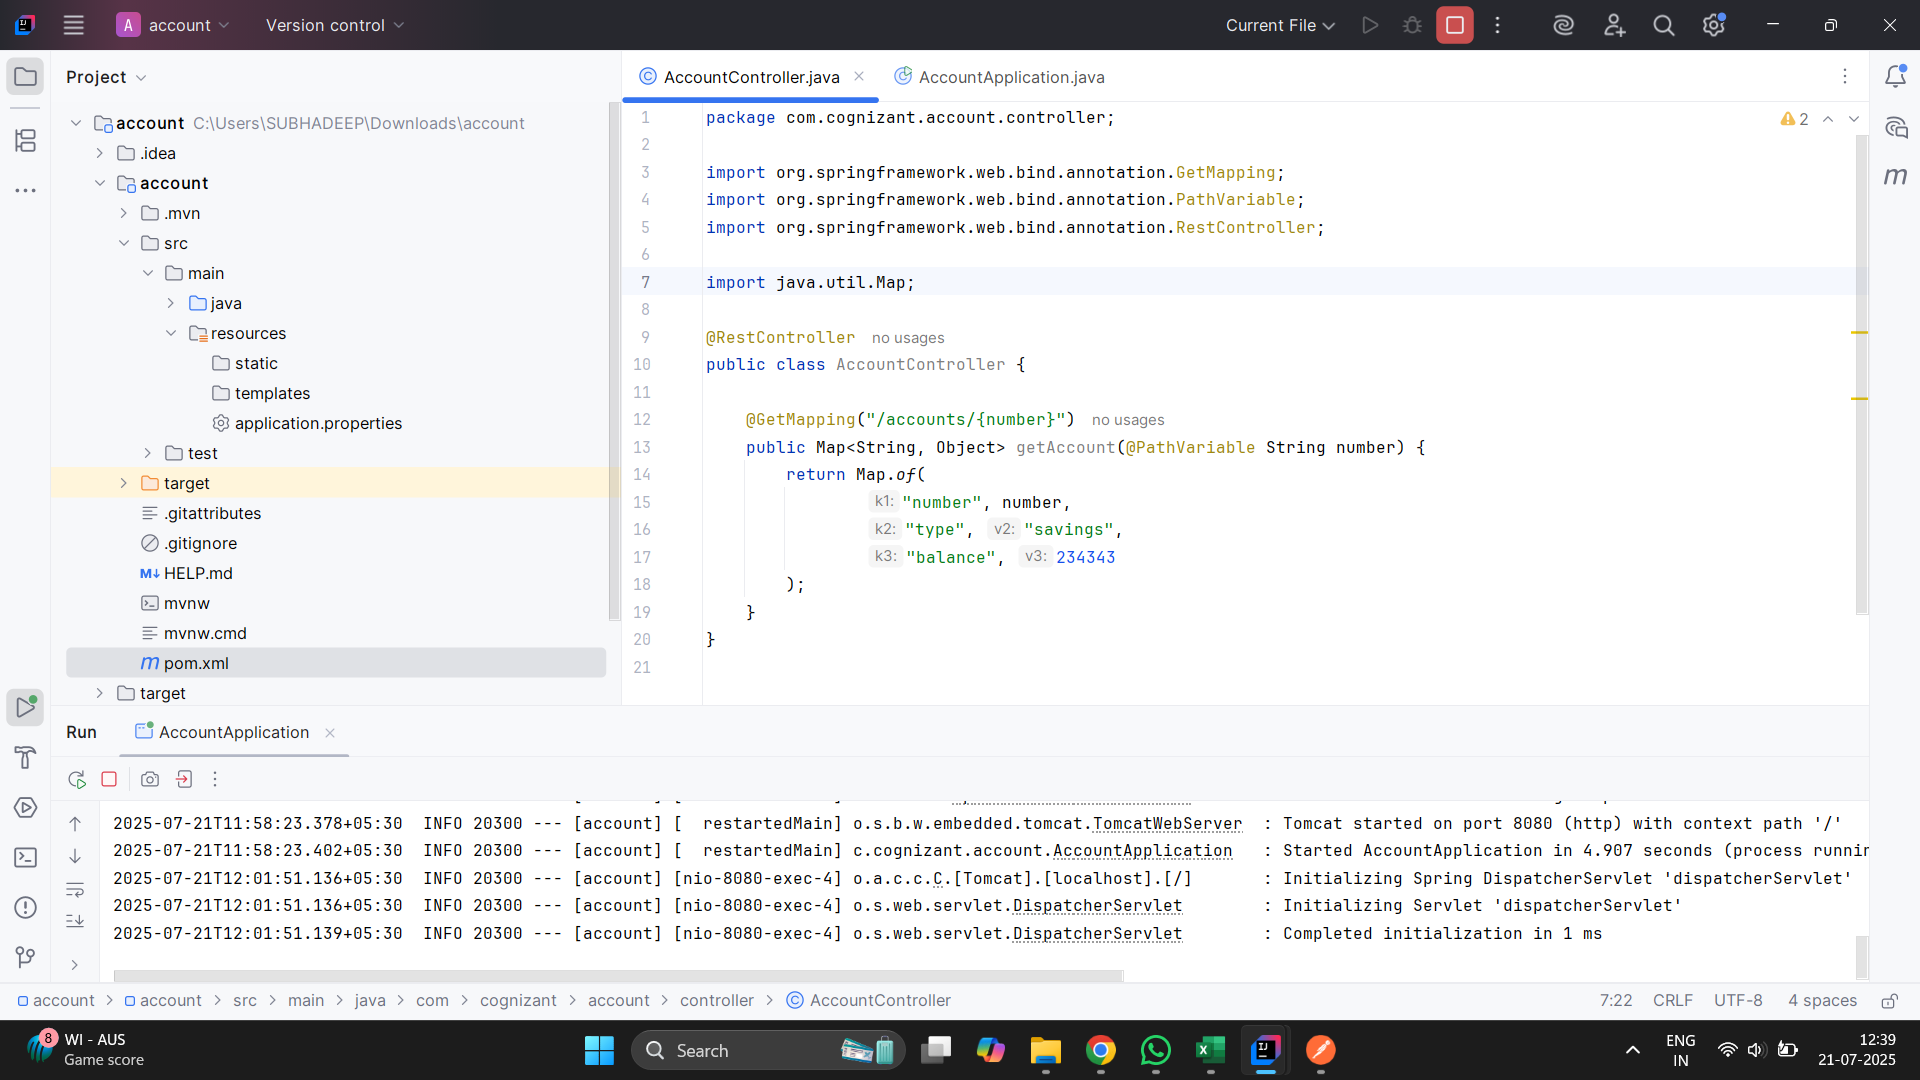 A account Version control Current File
Project
account C:\Users\SUBHADEEP\Downloads\account
.idea
account
.mvn
src
main
java
resources
static
templates
application.properties
test
target
.gitattributes
.gitignore
M↓ HELP.md
mvnw
mvnw.cmd
m pom.xml
target
AccountController.java AccountApplication.java
2
1 package com.cognizant.account.controller;
2
3 import org.springframework.web.bind.annotation.GetMapping;
4 import org.springframework.web.bind.annotation.PathVariable;
5 import org.springframework.web.bind.annotation.RestController;
6
7 import java.util.Map;
8
9 @RestController no usages
10 public class AccountController {
11
12 @GetMapping("/accounts/{number}") no usages
13 public Map<String, Object> getAccount(@PathVariable String number) {
14 return Map.of(
15 k1: "number", number,
16 k2: "type", v2: "savings",
17 k3: "balance", v3: 234343
18 );
19 }
20 }
21
m
Run AccountApplication
2025-07-21T11:58:23.378+05:30 INFO 20300 --- [account] [ restartedMain] o.s.b.w.embedded.tomcat.TomcatWebServer : Tomcat started on port 8080 (http) with context path '/'
2025-07-21T11:58:23.402+05:30 INFO 20300 --- [account] [ restartedMain] c.cognizant.account.AccountApplication : Started AccountApplication in 4.907 seconds (process runnin
2025-07-21T12:01:51.136+05:30 INFO 20300 --- [account] [nio-8080-exec-4] o.a.c.c.C.[Tomcat].[localhost].[/] : Initializing Spring DispatcherServlet 'dispatcherServlet'
2025-07-21T12:01:51.136+05:30 INFO 20300 --- [account] [nio-8080-exec-4] o.s.web.servlet.DispatcherServlet : Initializing Servlet 'dispatcherServlet'
2025-07-21T12:01:51.139+05:30 INFO 20300 --- [account] [nio-8080-exec-4] o.s.web.servlet.DispatcherServlet : Completed initialization in 1 ms
account > account > src > main > java > com > cognizant > account > controller > AccountController 7:22 CRLF UTF-8 4 spaces
8 WI - AUS
Game score
Search
ENG
IN
12:39
21-07-2025